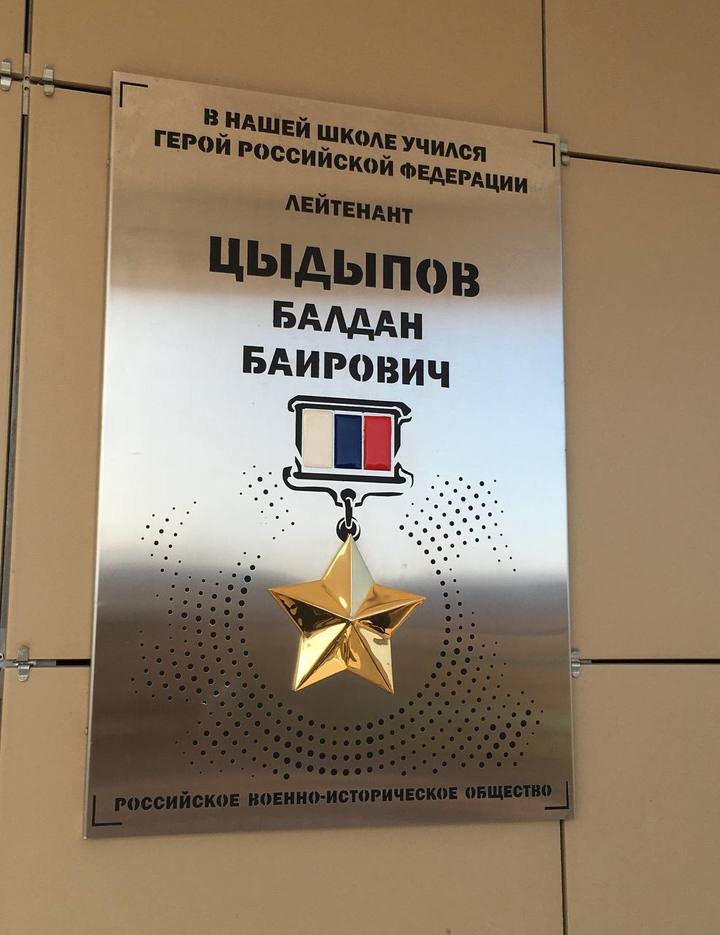 В НАШЕЙ ШКОЛЕ УЧИЛСЯ
ГЕРОЙ РОССИЙСКОЙ ФЕДЕРАЦИИ
ЛЕЙТЕНАНТ
ЦЫДЫПОВ
БАЛДАН
БАИРОВИЧ
РОССИЙСКОЕ ВОЕННО-ИСТОРИЧЕСКОЕ ОБЩЕСТВО